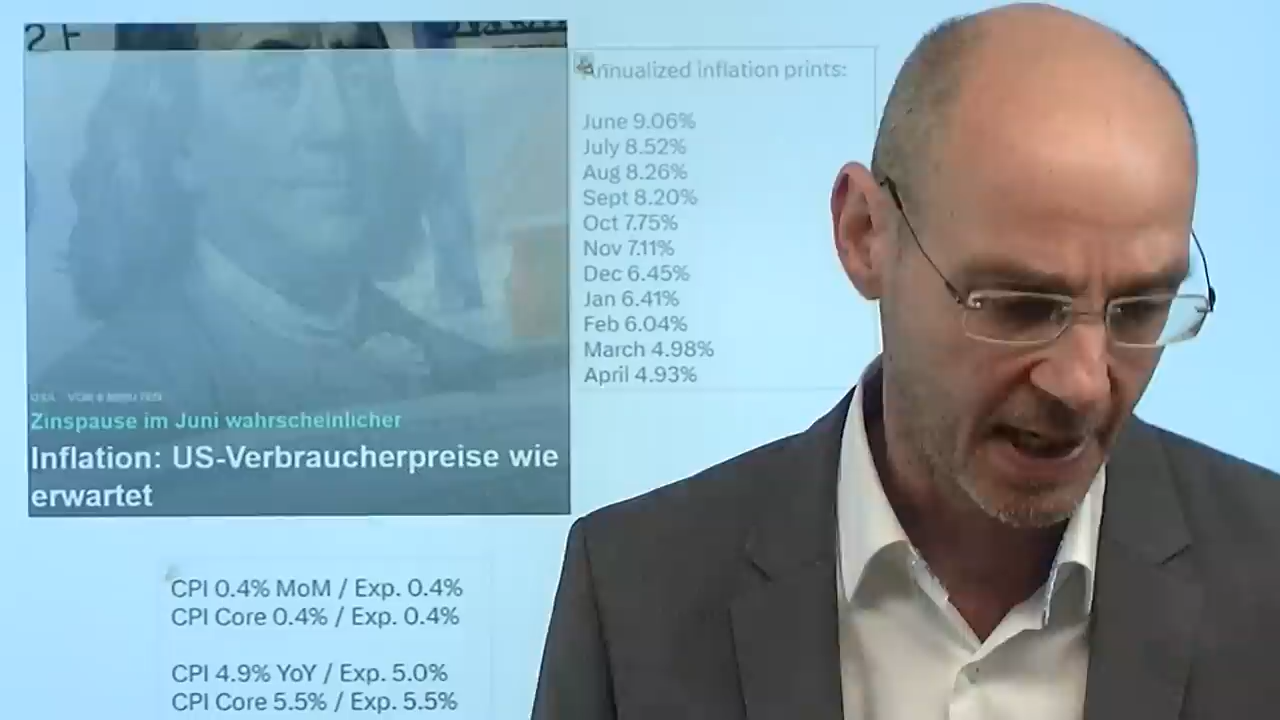 Zinspause im Juni wahrscheinlicher
Inflation: US-Verbraucherpreise wie
erwartet
Annualized inflation prints:
June 9.06%
July 8.52%
Aug 8.26%
Sept 8.20%
Oct 7.75%
Nov 7.11%
Dec 6.45%
Jan 6.41%
Feb 6.04%
March 4.98%
April 4.93%
CPI 0.4% MoM / Exp. 0.4%
CPI Core 0.4% / Exp. 0.4%
CPI 4.9% YoY / Exp. 5.0%
CPI Core 5.5% / Exp. 5.5%